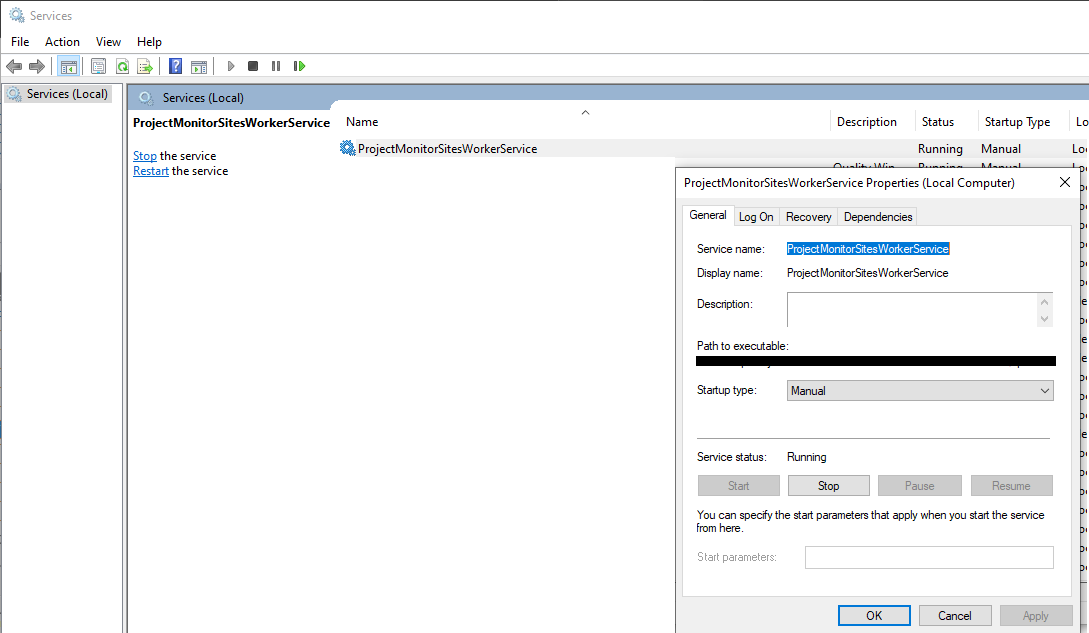 Services
File Action View Help
Services (Local)
Services (Local)
ProjectMonitorSitesWorkerService
Stop the service
Restart the service
Name Description Status Startup Type Lo
ProjectMonitorSitesWorkerService Running Manual Loc
Quality Win Running Manual
ProjectMonitorSitesWorkerService Properties (Local Computer)
General Log On Recovery Dependencies
Service name: ProjectMonitorSitesWorkerService
Display name: ProjectMonitorSitesWorkerService
Description:
Path to executable:
Startup type: Manual
Service status: Running
Start Stop Pause Resume
You can specify the start parameters that apply when you start the service
from here.
Start parameters:
OK Cancel Apply